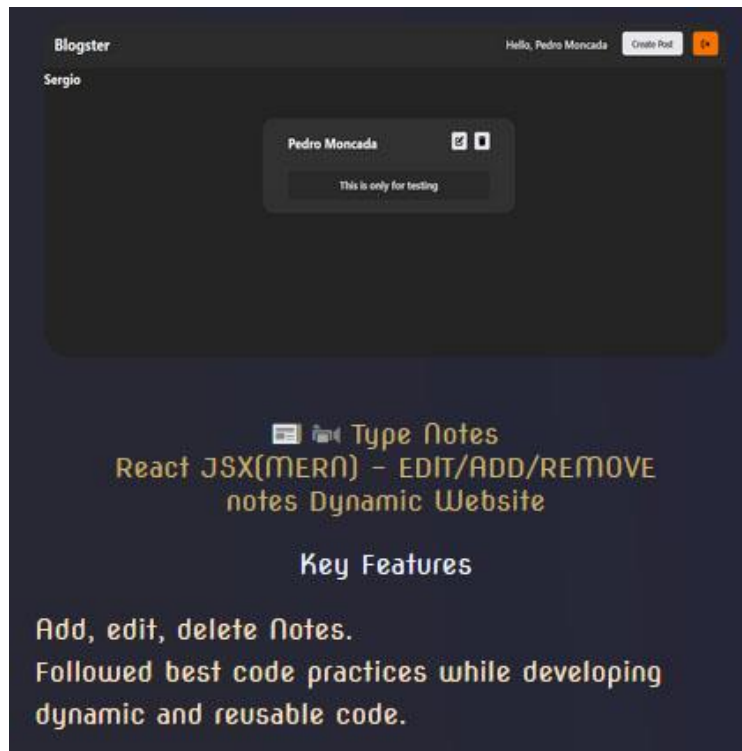 Blogster
Hello, Pedro Moncada
Create Post
Sergio
Pedro Moncada
This is only for testing
📰 📹 Type Notes
React JSX(MERN) - EDIT/ADD/REMOVE
notes Dynamic Website
Key Features
Add, edit, delete Notes.
Followed best code practices while developing
dynamic and reusable code.